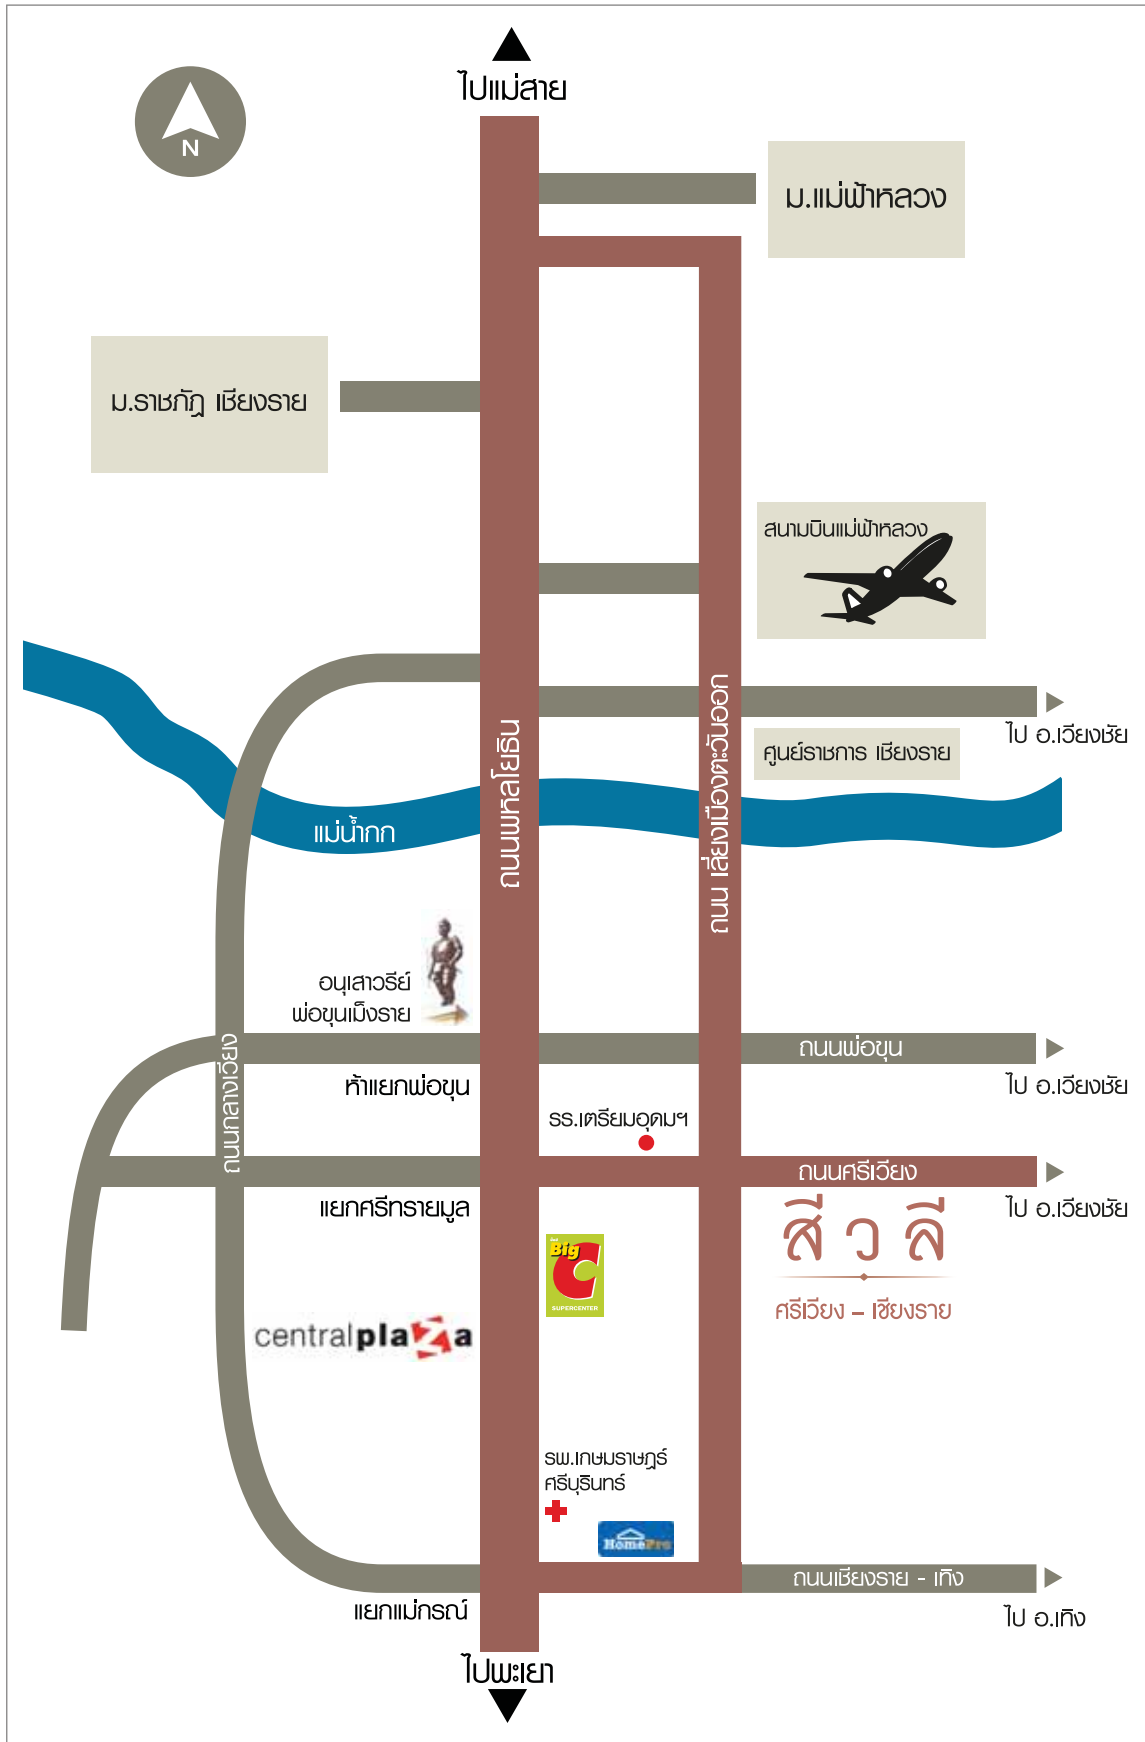 ไปแม่สาย
N
ม.แม่ฟ้าหลวง
ม.ราชภัฏ เชียงราย
สนามบินแม่ฟ้าหลวง
ไป อ.เวียงชัย
ศูนย์ราชการ เชียงราย
ถนนพหลโยธิน
ถนน เลี่ยงเมืองตะวันออก
แม่น้ำกก
อนุเสาวรีย์
พ่อขุนเม็งราย
ถนนพ่อขุน
ห้าแยกพ่อขุน
ไป อ.เวียงชัย
ถนนกลางเวียง
รร.เตรียมอุดมฯ
ถนนศรีเวียง
แยกศรีทรายมูล
ไป อ.เวียงชัย
สีวลี
ศรีเวียง – เชียงราย
Big
C
SUPERCENTER
centralplaza
รพ.เกษมราษฎร์
ศรีบุรินทร์
HomePro
ถนนเชียงราย - เทิง
แยกแม่กรณ์
ไป อ.เทิง
ไปพะเยา